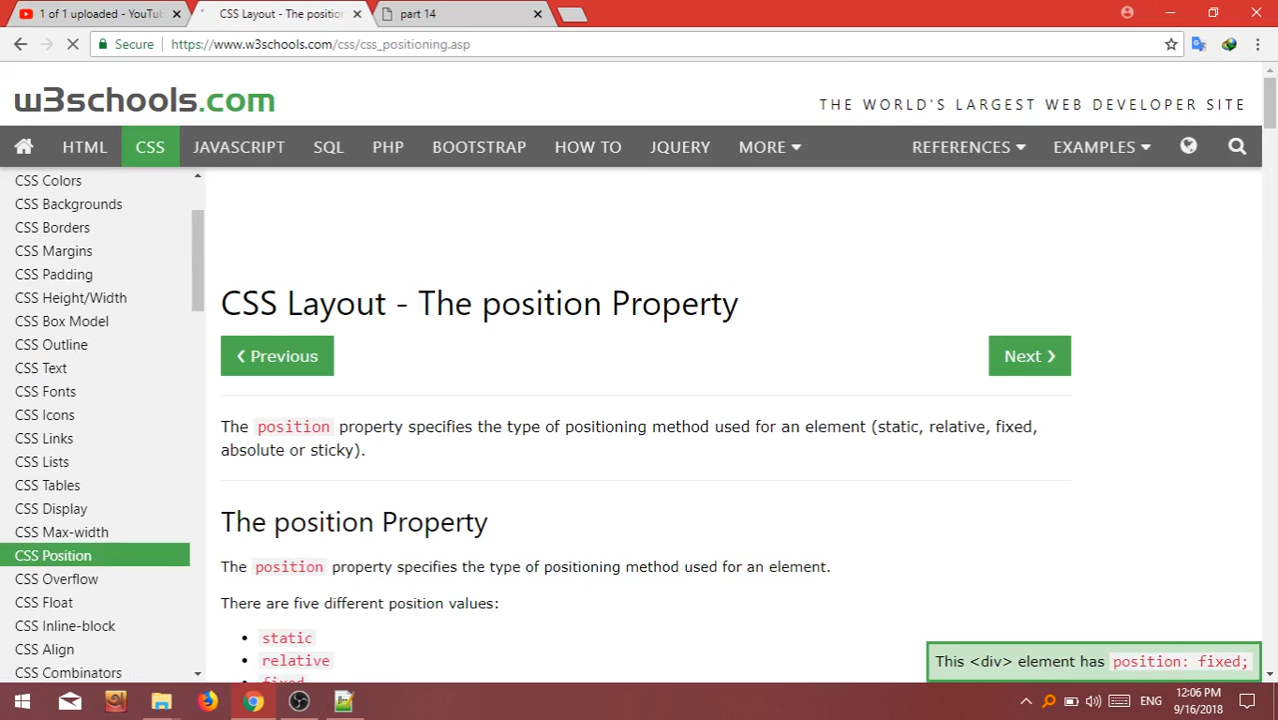 1 of 1 uploaded - YouTub
CSS Layout - The position
part 14
Secure https://www.w3schools.com/css/css_positioning.asp
w3schools.com
THE WORLD'S LARGEST WEB DEVELOPER SITE
HTML CSS JAVASCRIPT SQL PHP BOOTSTRAP HOW TO JQUERY MORE REFERENCES EXAMPLES
CSS Colors
CSS Backgrounds
CSS Borders
CSS Margins
CSS Padding
CSS Height/Width
CSS Box Model
CSS Outline
CSS Text
CSS Fonts
CSS Icons
CSS Links
CSS Lists
CSS Tables
CSS Display
CSS Max-width
CSS Position
CSS Overflow
CSS Float
CSS Inline-block
CSS Align
CSS Combinators
CSS Layout - The position Property
❮ Previous
Next ❯
The position property specifies the type of positioning method used for an element (static, relative, fixed,
absolute or sticky).
The position Property
The position property specifies the type of positioning method used for an element.
There are five different position values:
• static
• relative
• fixed
This <div> element has position: fixed;
ENG
12:06 PM
9/16/2018